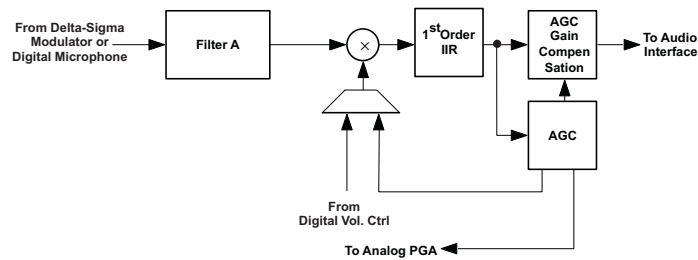 From Delta-Sigma
Modulator or
Digital Microphone
Filter A
×
1st Order
IIR
AGC
Gain
Compen
Sation
To Audio
Interface
AGC
From
Digital Vol. Ctrl
To Analog PGA